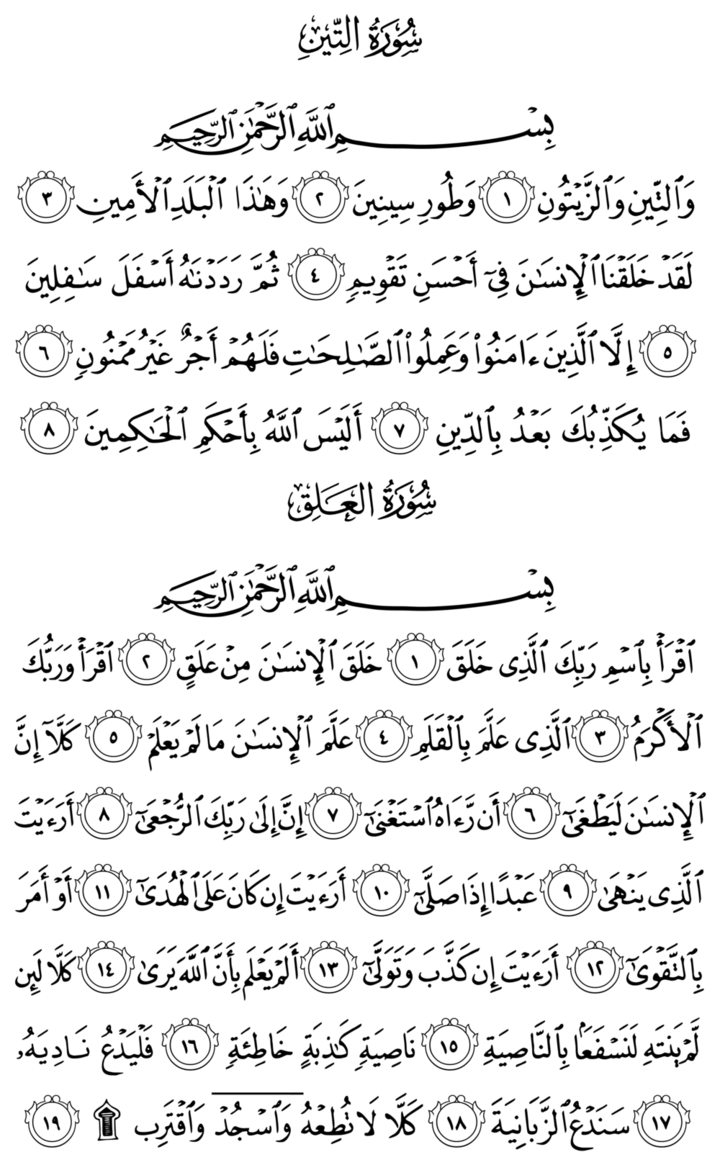 سُورَةُ التِّينِ
بِسْمِ ٱللَّهِ ٱلرَّحْمَٰنِ ٱلرَّحِيمِ
وَٱلتِّينِ وَٱلزَّيْتُونِ ١ وَطُورِ سِينِينَ ٢ وَهَٰذَا ٱلْبَلَدِ ٱلْأَمِينِ ٣
لَقَدْ خَلَقْنَا ٱلْإِنسَٰنَ فِىٓ أَحْسَنِ تَقْوِيمٍ ٤ ثُمَّ رَدَدْنَٰهُ أَسْفَلَ سَٰفِلِينَ
٥ إِلَّا ٱلَّذِينَ ءَامَنُوا۟ وَعَمِلُوا۟ ٱلصَّٰلِحَٰتِ فَلَهُمْ أَجْرٌ غَيْرُ مَمْنُونٍ ٦
فَمَا يُكَذِّبُكَ بَعْدُ بِٱلدِّينِ ٧ أَلَيْسَ ٱللَّهُ بِأَحْكَمِ ٱلْحَٰكِمِينَ ٨
سُورَةُ العَلَقِ
بِسْمِ ٱللَّهِ ٱلرَّحْمَٰنِ ٱلرَّحِيمِ
ٱقْرَأْ بِٱسْمِ رَبِّكَ ٱلَّذِى خَلَقَ ١ خَلَقَ ٱلْإِنسَٰنَ مِنْ عَلَقٍ ٢ ٱقْرَأْ وَرَبُّكَ
ٱلْأَكْرَمُ ٣ ٱلَّذِى عَلَّمَ بِٱلْقَلَمِ ٤ عَلَّمَ ٱلْإِنسَٰنَ مَا لَمْ يَعْلَمْ ٥ كَلَّآ إِنَّ
ٱلْإِنسَٰنَ لَيَطْغَىٰٓ ٦ أَن رَّءَاهُ ٱسْتَغْنَىٰٓ ٧ إِنَّ إِلَىٰ رَبِّكَ ٱلرُّجْعَىٰٓ ٨ أَرَءَيْتَ
ٱلَّذِى يَنْهَىٰ ٩ عَبْدًا إِذَا صَلَّىٰٓ ١٠ أَرَءَيْتَ إِن كَانَ عَلَى ٱلْهُدَىٰٓ ١١ أَوْ أَمَرَ
بِٱلتَّقْوَىٰٓ ١٢ أَرَءَيْتَ إِن كَذَّبَ وَتَوَلَّىٰٓ ١٣ أَلَمْ يَعْلَم بِأَنَّ ٱللَّهَ يَرَىٰ ١٤ كَلَّا لَئِن
لَّمْ يَنتَهِ لَنَسْفَعًۢا بِٱلنَّاصِيَةِ ١٥ نَاصِيَةٍ كَٰذِبَةٍ خَاطِئَةٍ ١٦ فَلْيَدْعُ نَادِيَهُۥ
١٧ سَنَدْعُ ٱلزَّبَانِيَةَ ١٨ كَلَّا لَا تُطِعْهُ وَٱسْجُدْ وَٱقْتَرِب ۩ ١٩